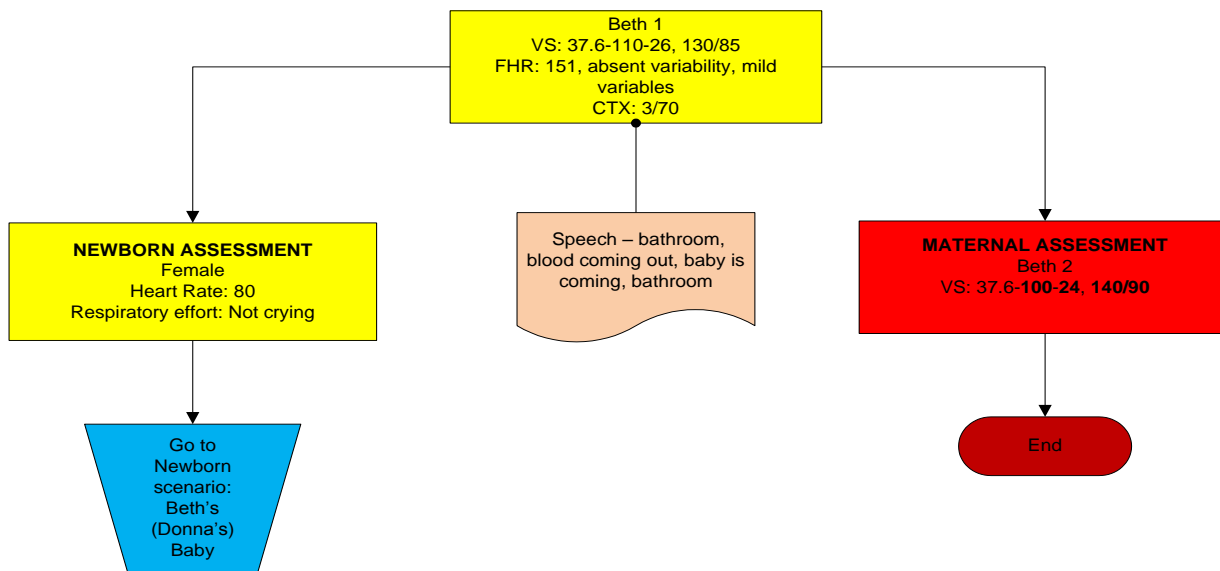 Beth 1
VS: 37.6-110-26, 130/85
FHR: 151, absent variability, mild
variables
CTX: 3/70
NEWBORN ASSESSMENT
Female
Heart Rate: 80
Respiratory effort: Not crying
Speech – bathroom,
blood coming out, baby is
coming, bathroom
MATERNAL ASSESSMENT
Beth 2
VS: 37.6-100-24, 140/90
Go to
Newborn
scenario:
Beth's
(Donna's)
Baby
End